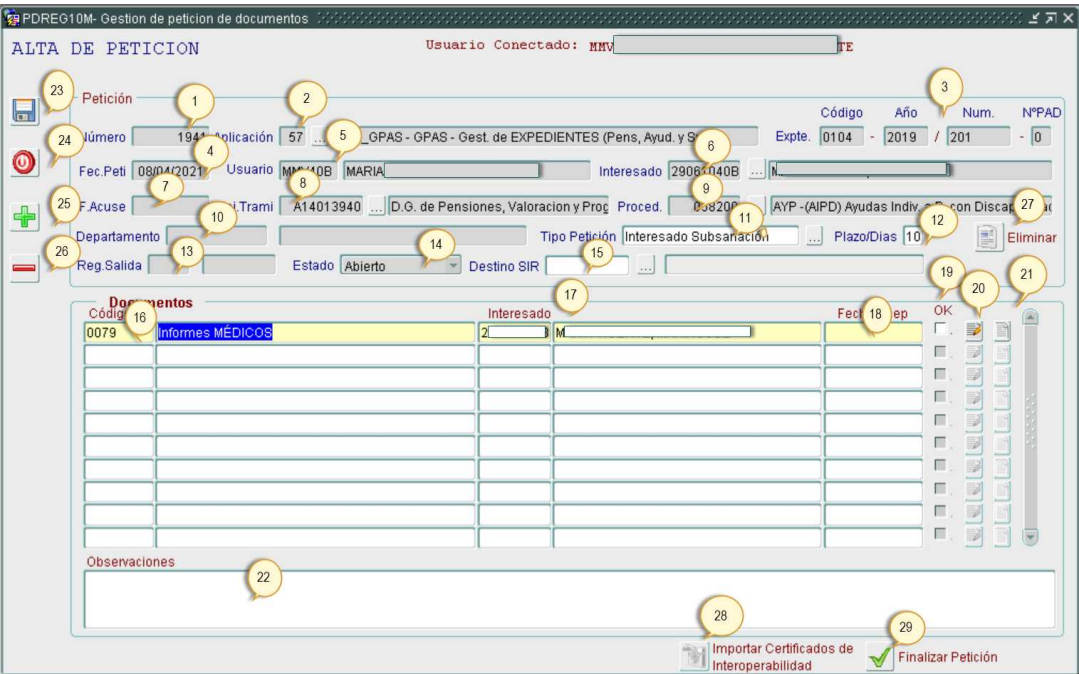 PDREG10M- Gestion de peticion de documentos
ALTA DE PETICION Usuario Conectado: MMV TE
23 Petición 1 2 3
Código Año Num. NºPAD
24 Número 1941 Aplicación 57 ... _GPAS - GPAS - Gest. de EXPEDIENTES (Pens, Ayud. y Expte. 0104 - 2019 / 201 - 0
4 5 6
Fec.Peti 08/04/2021 Usuario MMV40B MARIA Interesado ... M
25 7 8 9 27
F.Acuse A14013940 ... D.G. de Pensiones, Valoracion y Prog Proced. ... AYP -(AIPD) Ayudas Indiv. a con
10 11 12
Departamento Tipo Petición Interesado Subsanación ... Plazo/Dias 10 Eliminar
26 13 14 15
Reg.Salida Estado Abierto Destino SIR ...
16 17 18 19 20 21
Documentos
Interesado OK
0079 Informes MÉDICOS 2 M
Observaciones
22
28 29
Importar Certificados de Interoperabilidad Finalizar Petición